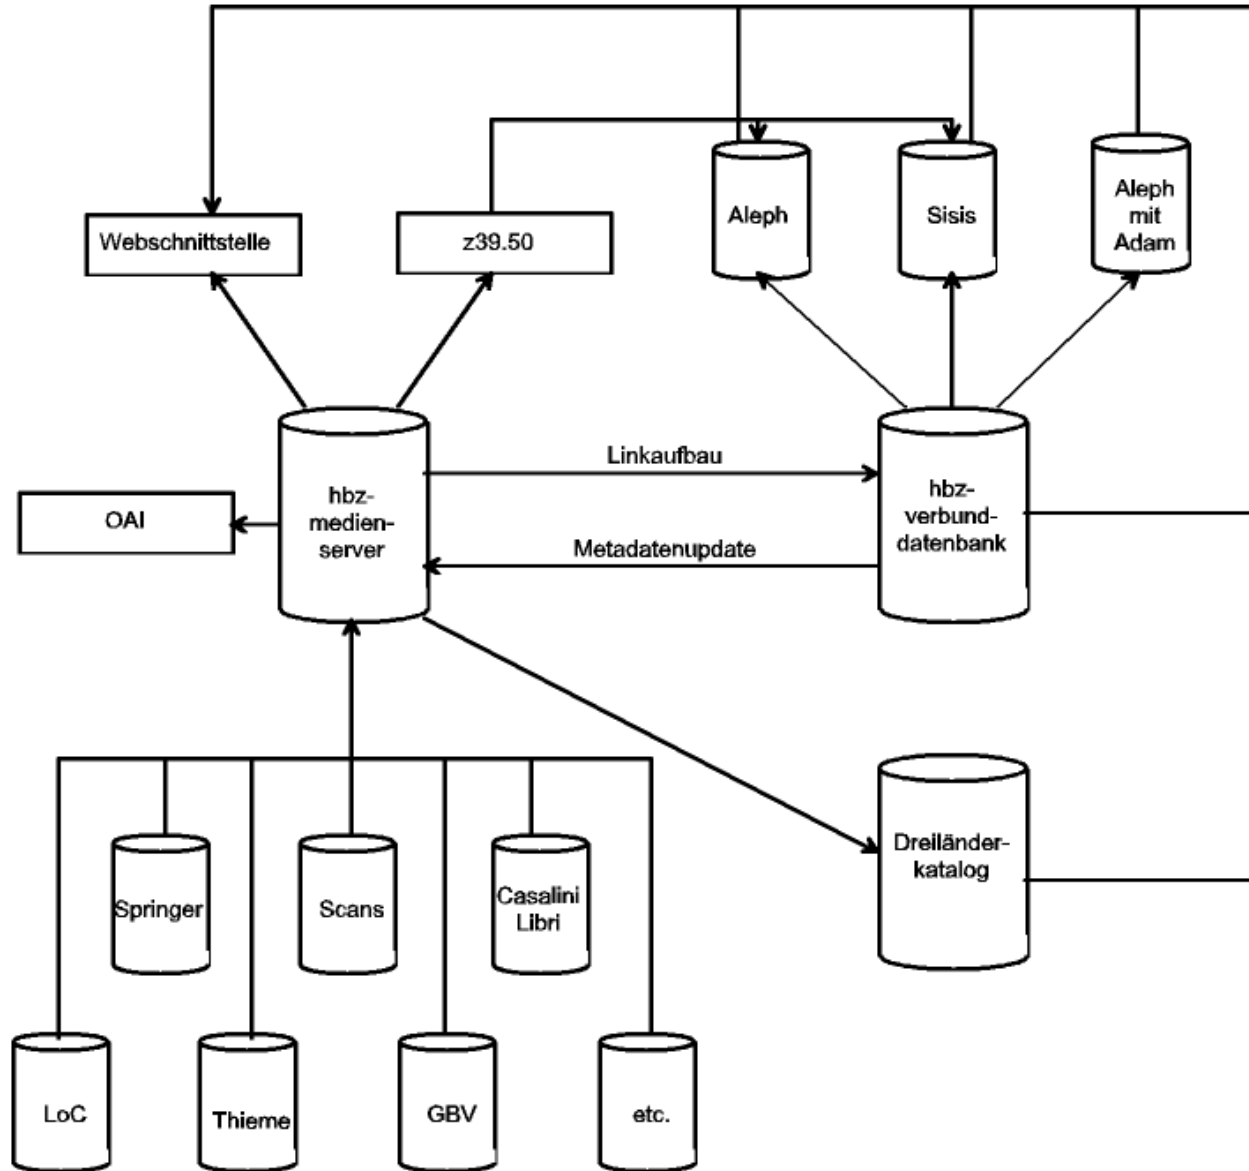 Aleph
Sisis
Aleph
mit
Adam
Webschnittstelle
z39.50
Linkaufbau
hbz-
medien-
server
hbz-
verbund-
datenbank
OAI
Metadatenupdate
Dreiländer-
katalog
Springer
Scans
Casalini
Libri
LoC
Thieme
GBV
etc.